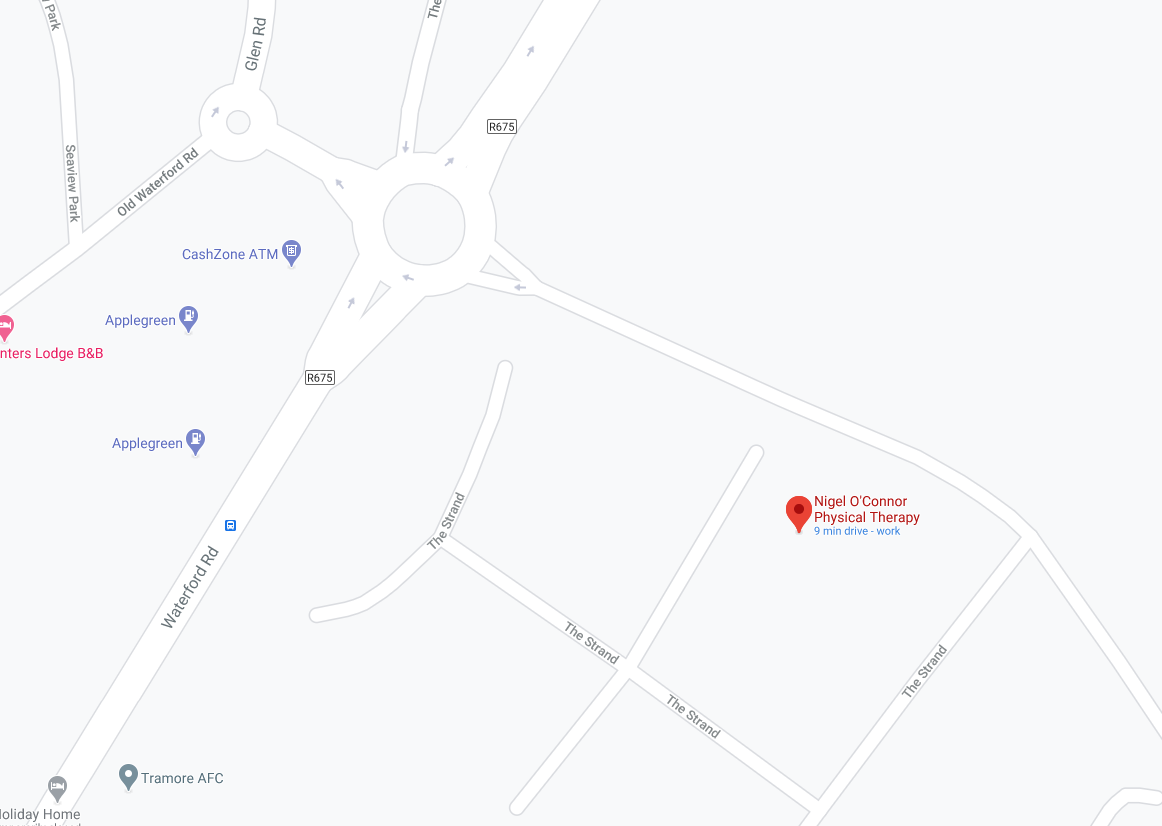 Park
The
Glen Rd
R675
Seaview Park
Old Waterford Rd
CashZone ATM
Applegreen
nters Lodge B&B
R675
Applegreen
Nigel O'Connor
Physical Therapy
9 min drive - work
The Strand
Waterford Rd
The Strand
The Strand
The Strand
Tramore AFC
Holiday Home